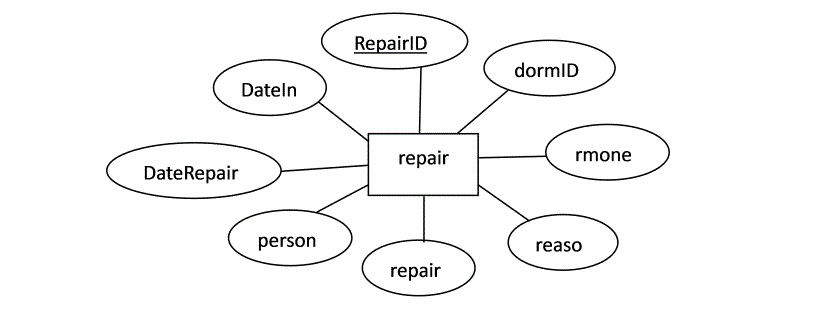 RepairID
dormID
DateIn
repair
rmone
DateRepair
person
reaso
repair